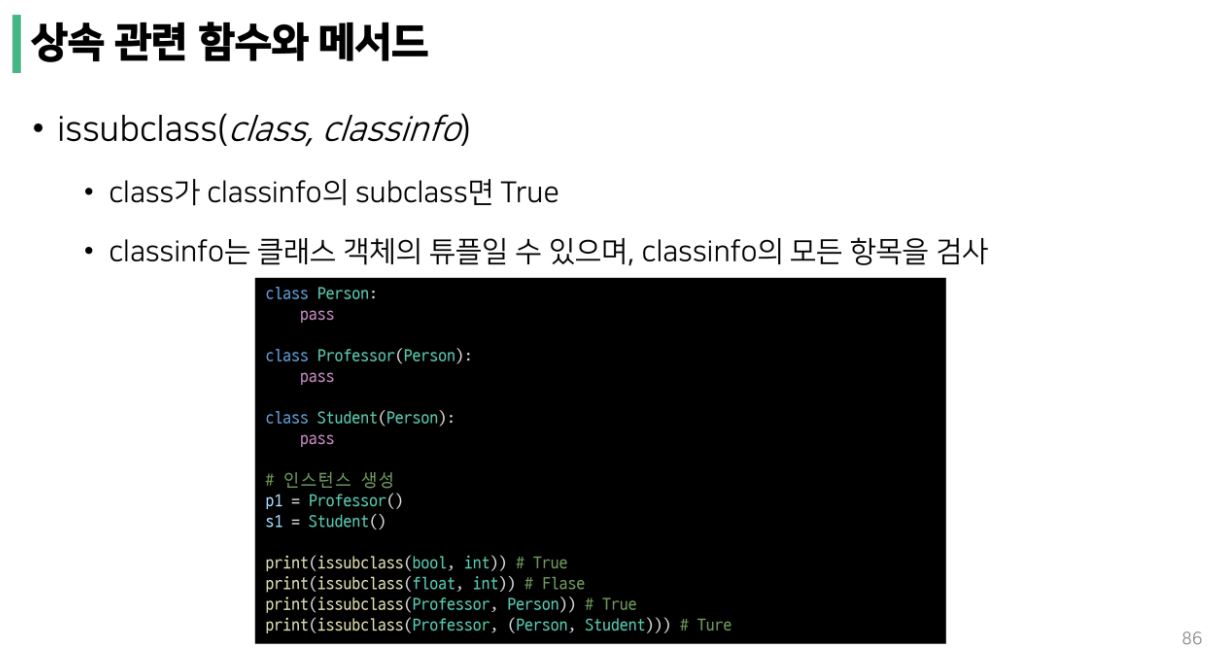 상속 관련 함수와 메서드
• issubclass(class, classinfo)
• class가 classinfo의 subclass면 True
• classinfo는 클래스 객체의 튜플일 수 있으며, classinfo의 모든 항목을 검사
class Person:
    pass
class Professor(Person):
    pass
class Student(Person):
    pass
# 인스턴스 생성
p1 = Professor()
s1 = Student()
print(issubclass(bool, int)) # True
print(issubclass(float, int)) # Flase
print(issubclass(Professor, Person)) # True
print(issubclass(Professor, (Person, Student))) # Ture
86